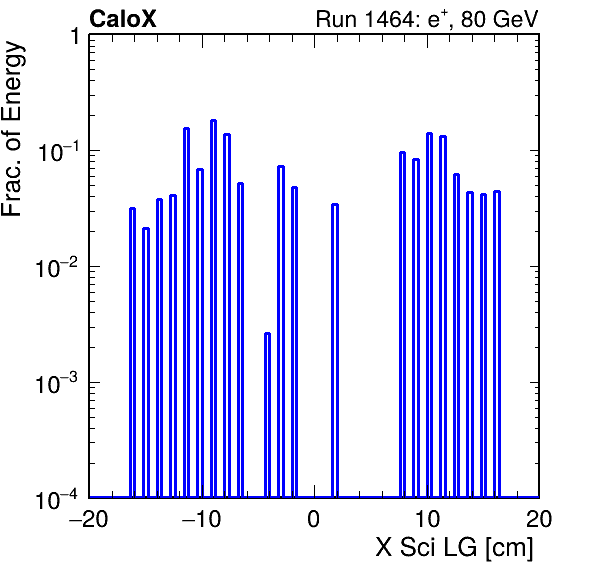 CaloX Run 1464: e⁺, 80 GeV
Frac. of Energy
1
10⁻¹
10⁻²
10⁻³
10⁻⁴
−20 −10 0 10 20
X Sci LG [cm]